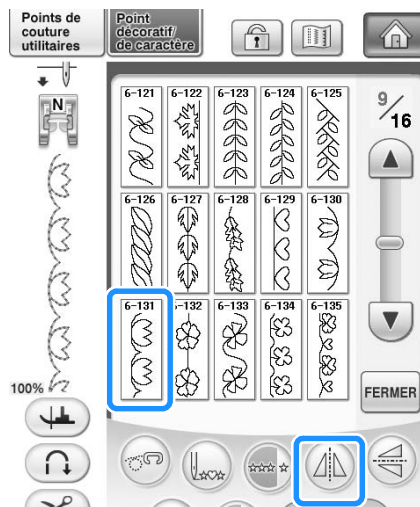 Points de
couture
utilitaires
Point
décoratif/
de caractère
N
6-121 6-122 6-123 6-124 6-125
9/16
6-126 6-127 6-128 6-129 6-130
6-131 6-132 6-133 6-134 6-135
100%
FERMER